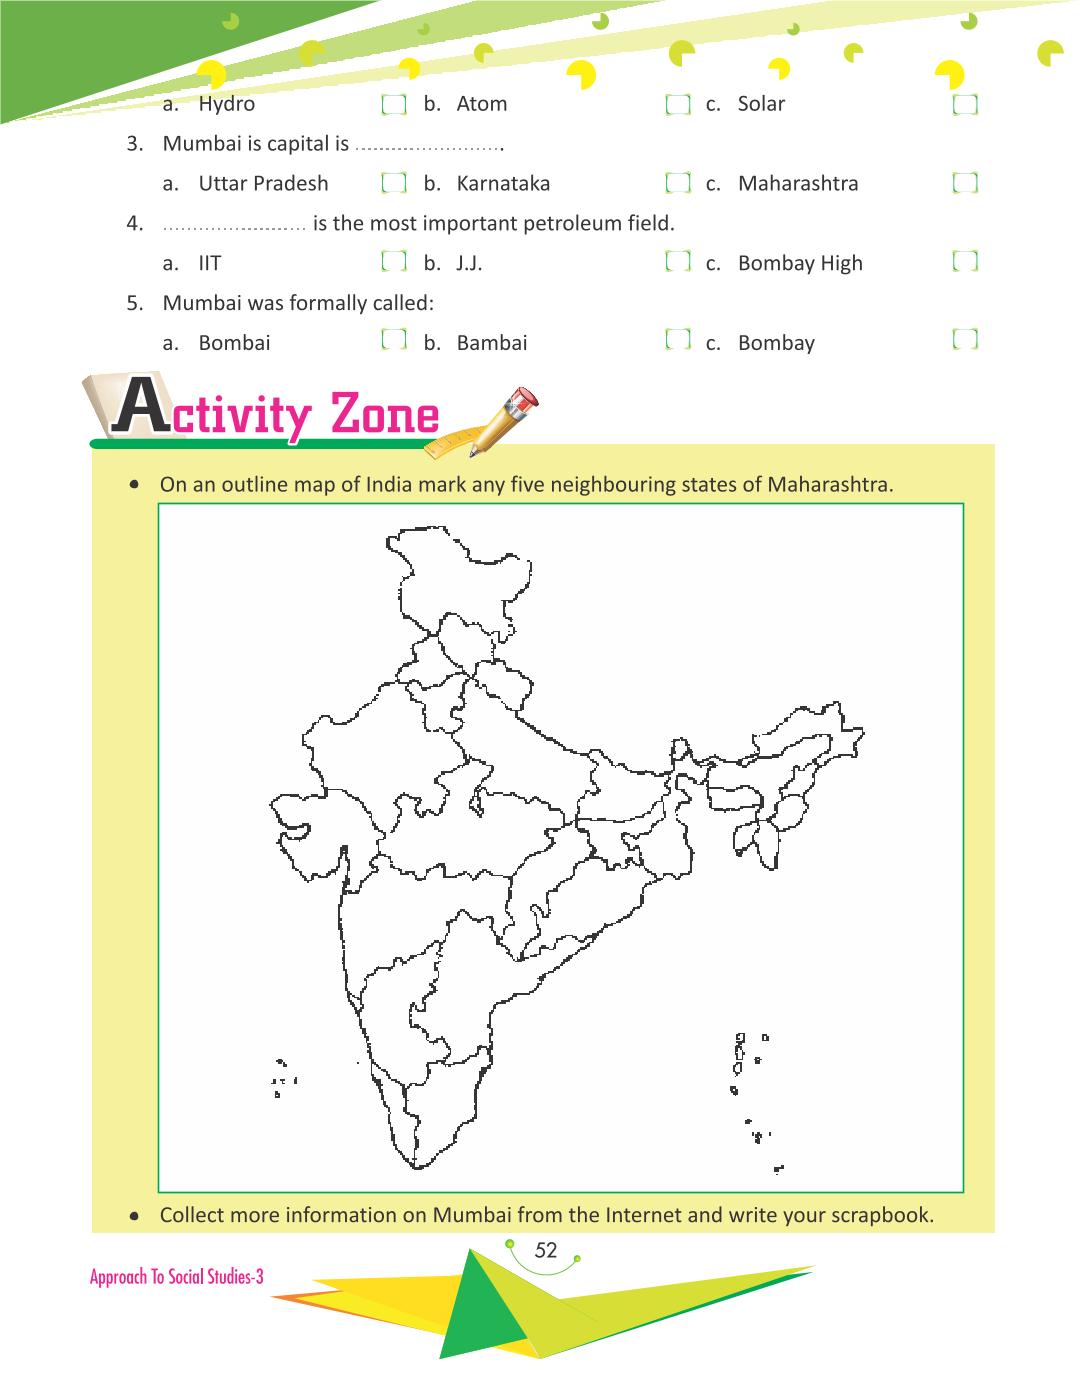 a. Hydro b. Atom c. Solar
3. Mumbai is capital is ........................
a. Uttar Pradesh b. Karnataka c. Maharashtra
4. ........................ is the most important petroleum field.
a. IIT b. J.J. c. Bombay High
5. Mumbai was formally called:
a. Bombai b. Bambai c. Bombay
Activity Zone
• On an outline map of India mark any five neighbouring states of Maharashtra.
• Collect more information on Mumbai from the Internet and write your scrapbook.
52
Approach To Social Studies-3